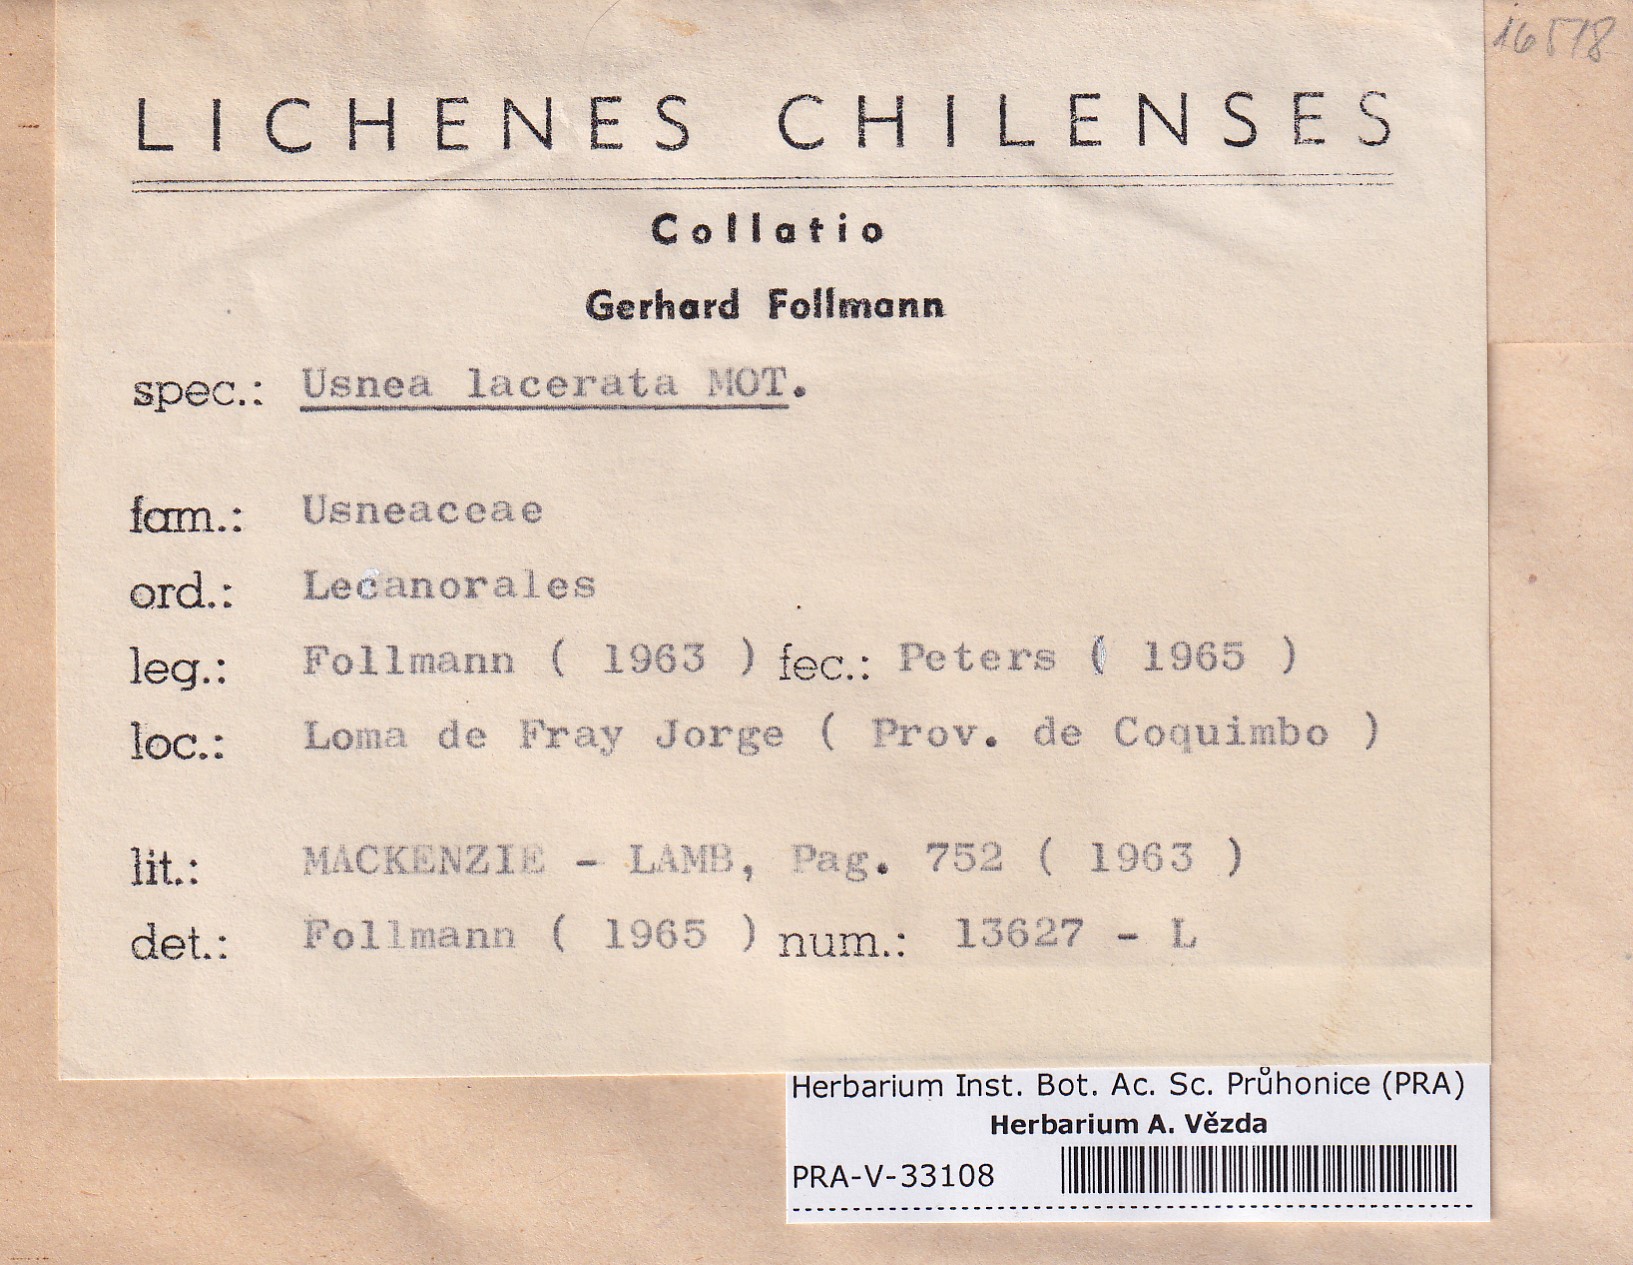 16578
LICHENES CHILENSES
Collatio
Gerhard Follmann
spec.: Usnea lacerata MOT.
fam.: Usneaceae
ord.: Lecanorales
leg.: Follmann ( 1963 ) fec.: Peters ( 1965 )
loc.: Loma de Fray Jorge ( Prov. de Coquimbo )
lit.: MACKENZIE - LAMB, Pag. 752 ( 1963 )
det.: Follmann ( 1965 ) num.: 13627 - L
Herbarium Inst. Bot. Ac. Sc. Průhonice (PRA)
Herbarium A. Vězda
PRA-V-33108